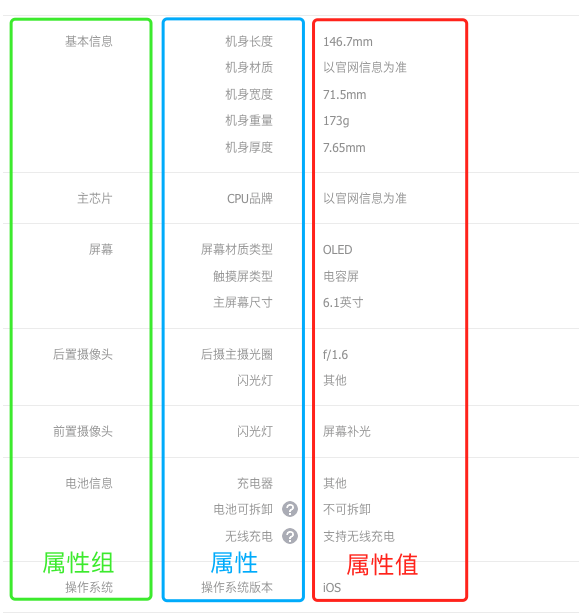 基本信息 机身长度 146.7mm
机身材质 以官网信息为准
机身宽度 71.5mm
机身重量 173g
机身厚度 7.65mm
主芯片 CPU品牌 以官网信息为准
屏幕 屏幕材质类型 OLED
触摸屏类型 电容屏
主屏幕尺寸 6.1英寸
后置摄像头 后摄主摄光圈 f/1.6
闪光灯 其他
前置摄像头 闪光灯 屏幕补光
电池信息 充电器 其他
电池可拆卸 ? 不可拆卸
无线充电 ? 支持无线充电
属性组 属性 属性值
操作系统 操作系统版本 iOS